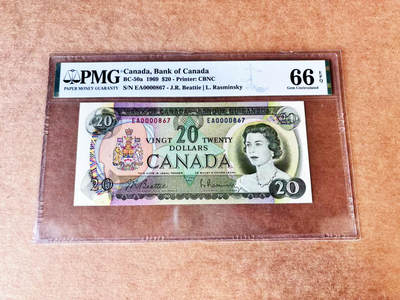 PMG
PAPER MONEY GUARANTY
Canada, Bank of Canada
BC-50a 1969 $20 - Printer: CBNC
S/N EA0000867 - J.R. Beattie | L. Rasminsky
66 EPQ
Gem Uncirculated
20
EA0000867
EA0000867
20
VINGT 20 TWENTY
DOLLARS
CANADA
20
20